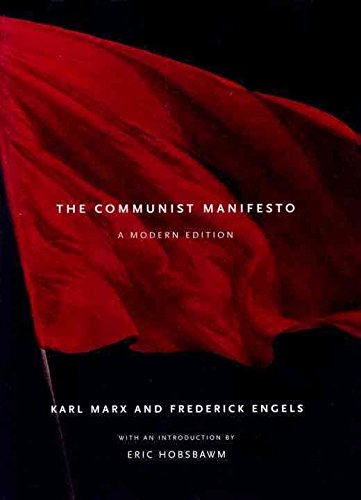 THE COMMUNIST MANIFESTO
A MODERN EDITION
KARL MARX AND FREDERICK ENGELS
WITH AN INTRODUCTION BY
ERIC HOBSBAWM